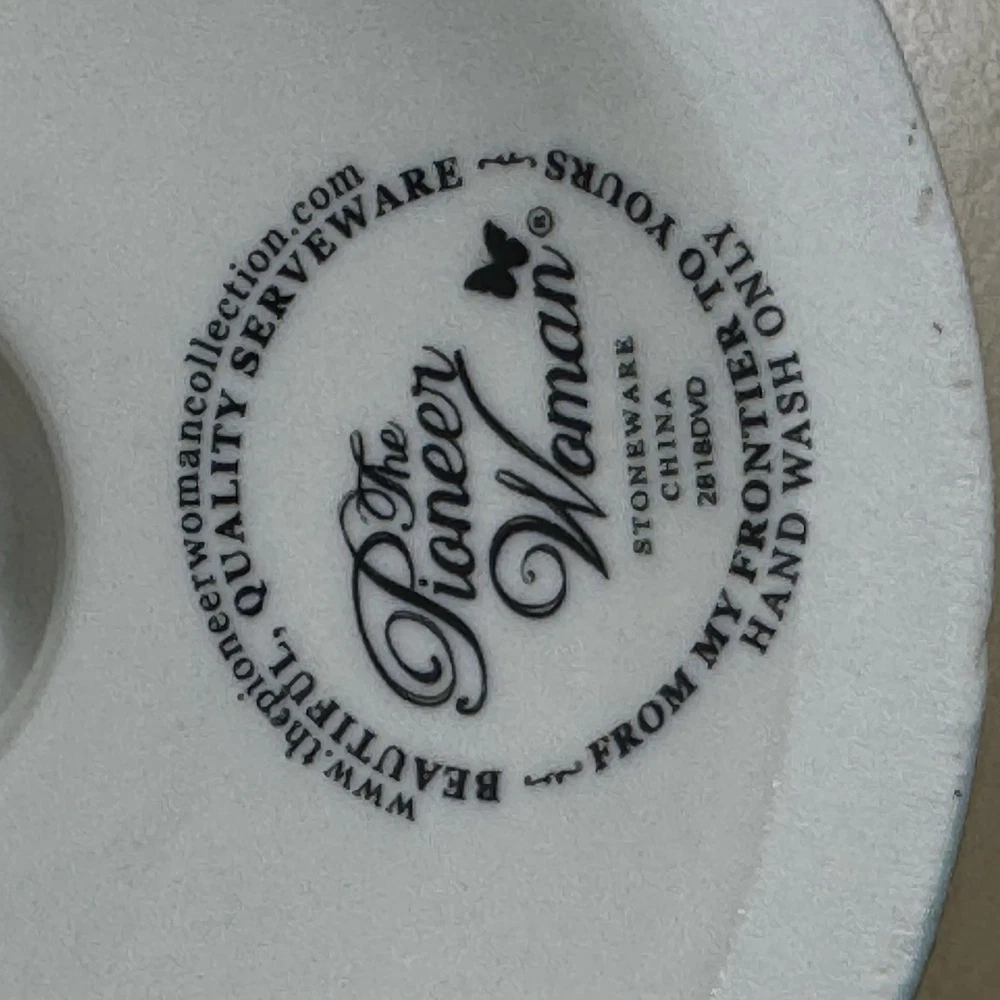 www.thepioneerwomancollection.com
BEAUTIFUL, QUALITY SERVEWARE
The
Pioneer
Woman®
STONEWARE
CHINA
2818DVD
FROM MY FRONTIER TO YOURS
HAND WASH ONLY